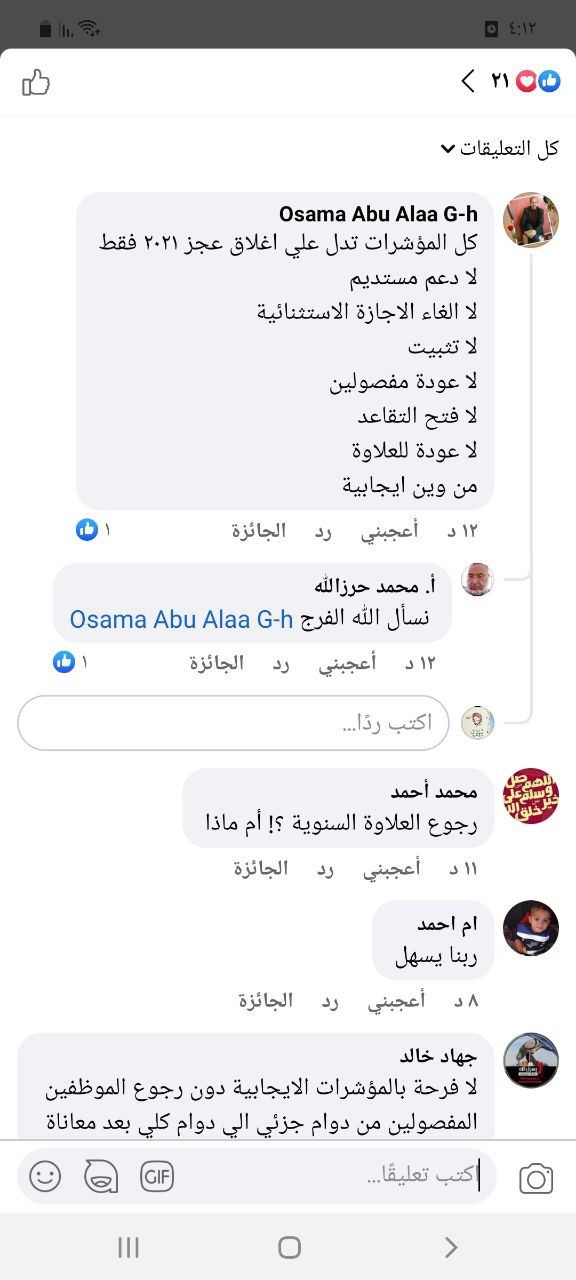 ٤:١٢
٢١
كل التعليقات
Osama Abu Alaa G-h
كل المؤشرات تدل علي اغلاق عجز ٢٠٢١ فقط
لا دعم مستديم
لا الغاء الاجازة الاستثنائية
لا تثبيت
لا عودة مفصولين
لا فتح التقاعد
لا عودة للعلاوة
من وين ايجابية
١٢ د أعجبني رد الجائزة ١
أ. محمد حرزالله
نسأل الله الفرج Osama Abu Alaa G-h
١٢ د أعجبني رد الجائزة ١
اكتب ردًا...
محمد أحمد
رجوع العلاوة السنوية ؟! أم ماذا
١١ د أعجبني رد الجائزة
ام احمد
ربنا يسهل
٨ د أعجبني رد الجائزة
جهاد خالد
لا فرحة بالمؤشرات الايجابية دون رجوع الموظفين
المفصولين من دوام جزئي الي دوام كلي بعد معاناة
اكتب تعليقًا...
GIF